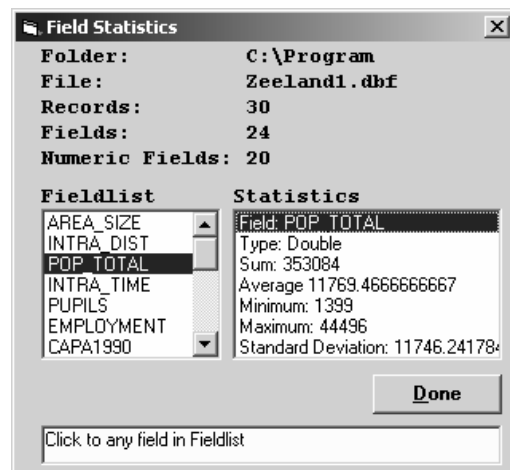 Field Statistics
Folder: C:\Program
File: Zeeland1.dbf
Records: 30
Fields: 24
Numeric Fields: 20
Fieldlist Statistics
AREA_SIZE
INTRA_DIST
POP_TOTAL
INTRA_TIME
PUPILS
EMPLOYMENT
CAPA1990
Field: POP_TOTAL
Type: Double
Sum: 353084
Average 11769.4666666667
Minimum: 1399
Maximum: 44496
Standard Deviation: 11746.241784
Done
Click to any field in Fieldlist